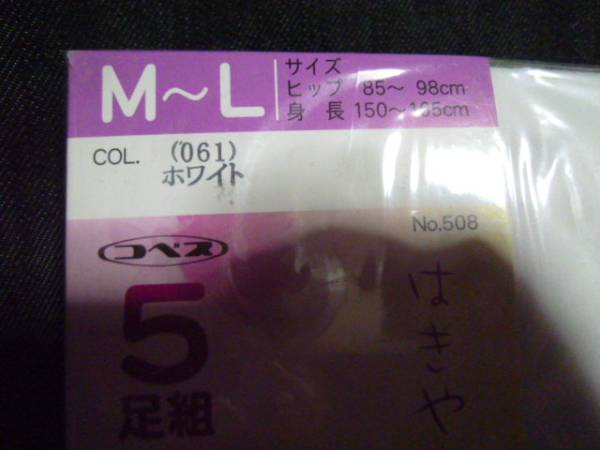 M〜L
サイズ
ヒップ 85〜 98cm
身 長 150〜165cm
COL. (061)
ホワイト
コベス
No.508
5
足組
はきや